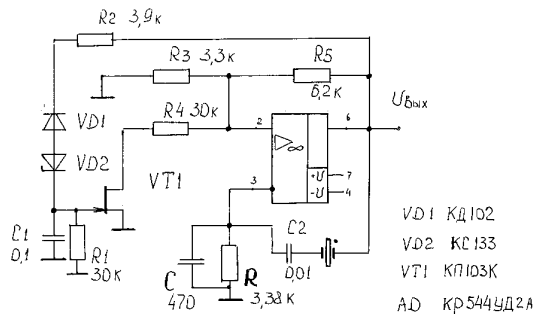 R2 3,9к
R3 3,3к
R5
6,2к
Uвых
VD1
R4 30к
2
6
▷∞
VD2
VT1
+U 7
-U 4
3
C1
0,1
R1
30к
C2
0,01
C
470
R
3,38к
VD1 КД102
VD2 КС133
VT1 КП103К
AD КР544УД2А